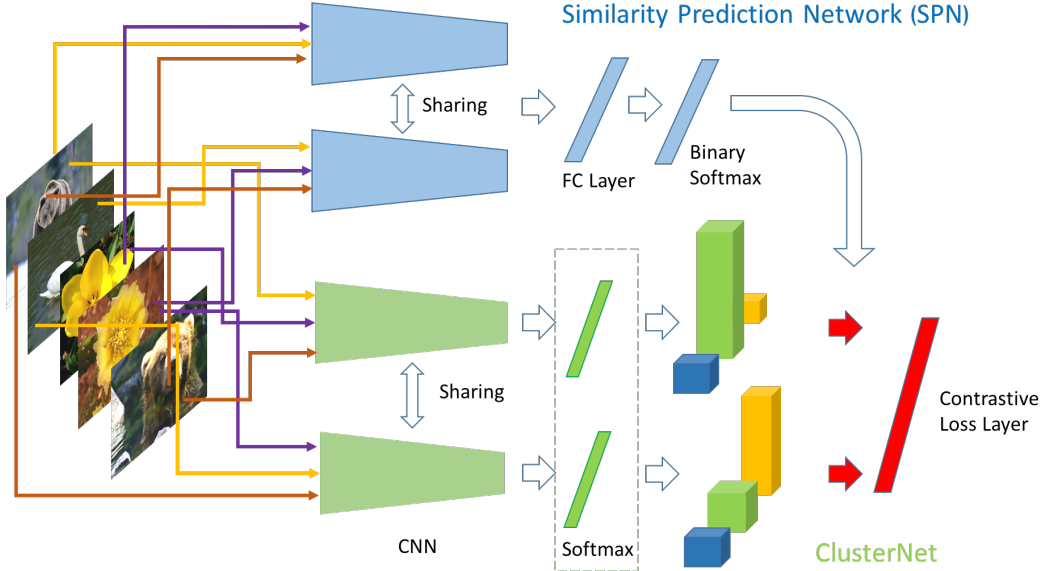 Similarity Prediction Network (SPN)
Sharing
FC Layer
Binary
Softmax
Sharing
Contrastive
Loss Layer
CNN
Softmax
ClusterNet